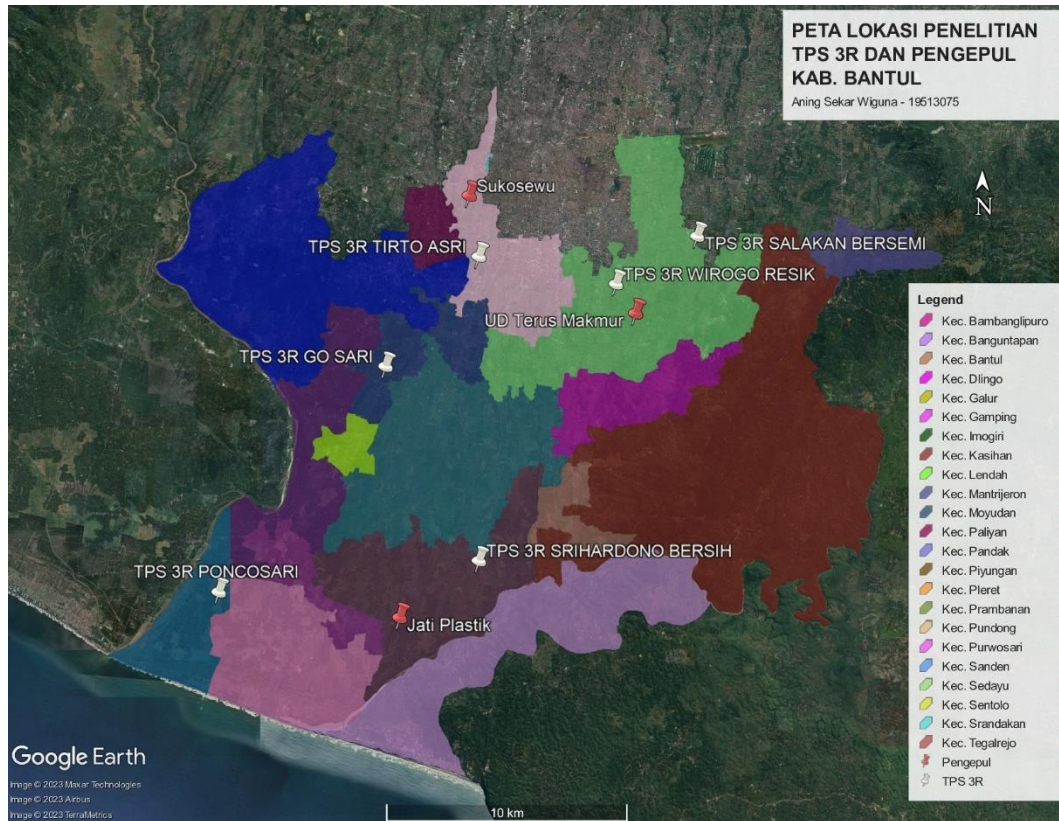 PETA LOKASI PENELITIAN
TPS 3R DAN PENGEPUL
KAB. BANTUL
Aning Sekar Wiguna - 19513075
N
Sukosewu
TPS 3R TIRTO ASRI
TPS 3R SALAKAN BERSEMI
TPS 3R WIROGO RESIK
UD Terus Makmur
TPS 3R GO SARI
TPS 3R SRIHARDONO BERSIH
TPS 3R PONCOSARI
Jati Plastik
Legend
Kec. Bambanglipuro
Kec. Banguntapan
Kec. Bantul
Kec. Dlingo
Kec. Galur
Kec. Gamping
Kec. Imogiri
Kec. Kasihan
Kec. Lendah
Kec. Mantrijeron
Kec. Moyudan
Kec. Paliyan
Kec. Pandak
Kec. Piyungan
Kec. Pleret
Kec. Prambanan
Kec. Pundong
Kec. Purwosari
Kec. Sanden
Kec. Sedayu
Kec. Sentolo
Kec. Srandakan
Kec. Tegalrejo
Pengepul
TPS 3R
Google Earth
Image © 2023 Maxar Technologies
Image © 2023 Airbus
Image © 2023 TerraMetrics
10 km